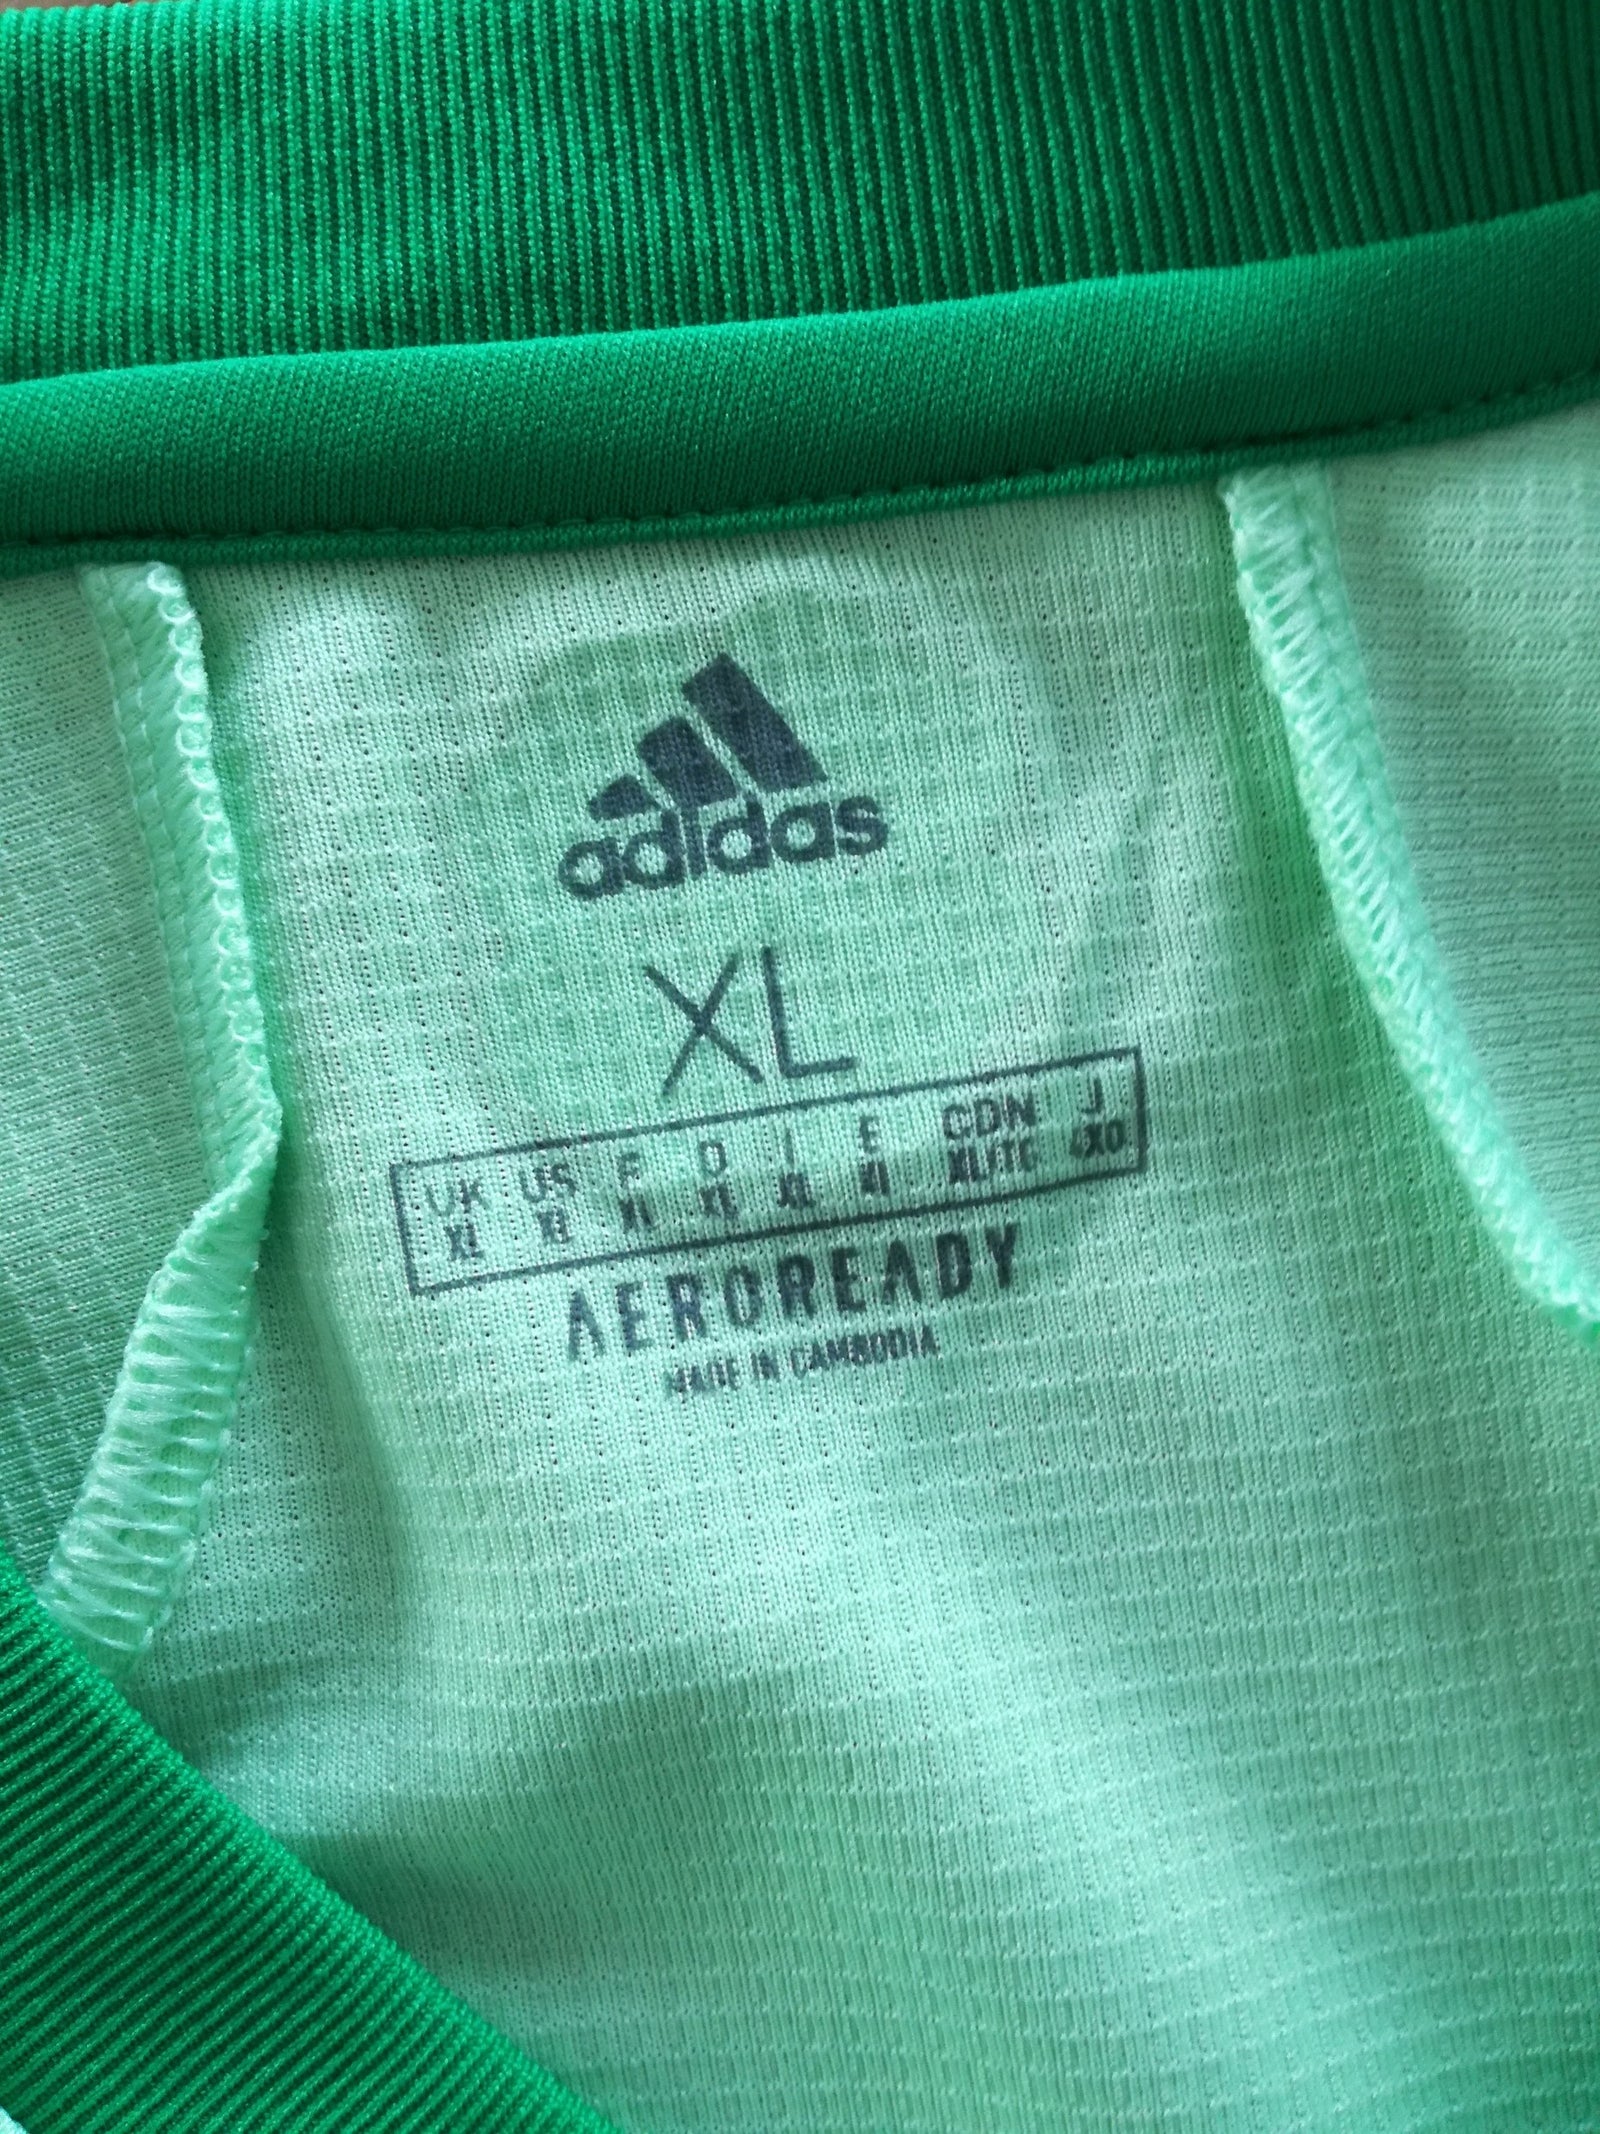 adidas
XL
UK US F D I E CDN J
XL XL XL XL XL XL XL/TG 4XO
AEROREADY
MADE IN CAMBODIA